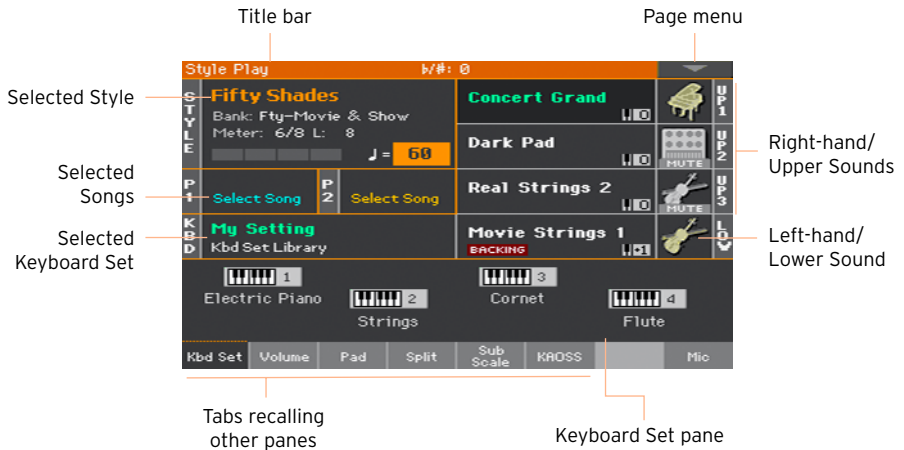 Title bar
Page menu
Style Play
♭/#: 0
Selected Style
STYLE
Fifty Shades
Bank: Fty-Movie & Show
Meter: 6/8 L: 8
♩= 60
Concert Grand
UP1
Dark Pad
MUTE
UP2
Right-hand/
Upper Sounds
Selected
Songs
P1
Select Song
P2
Select Song
Real Strings 2
MUTE
UP3
Selected
Keyboard Set
KBD
My Setting
Kbd Set Library
Movie Strings 1
BACKING
+1
LOW
Left-hand/
Lower Sound
1
Electric Piano
2
Strings
3
Cornet
4
Flute
Kbd Set
Volume
Pad
Split
Sub
Scale
KAOSS
Mic
Tabs recalling
other panes
Keyboard Set pane